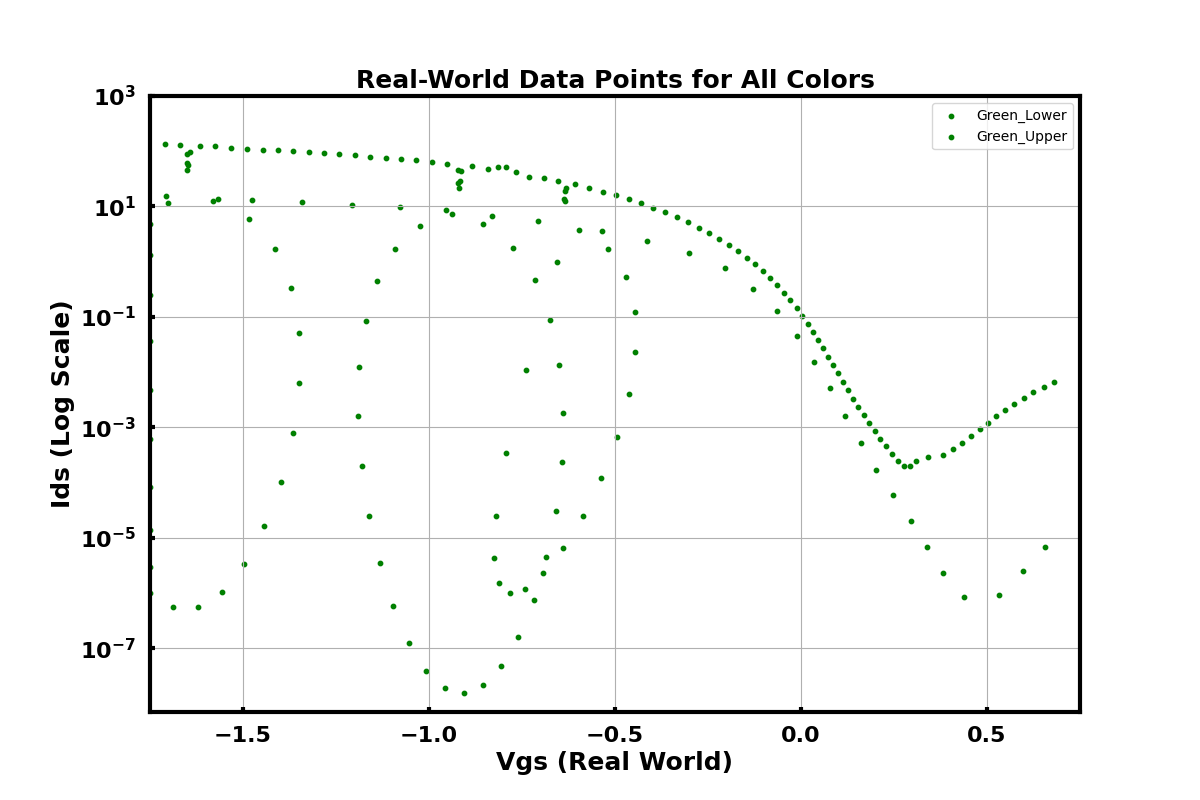 Real-World Data Points for All Colors
10³
10¹
10⁻¹
10⁻³
10⁻⁵
10⁻⁷
Ids (Log Scale)
Green_Lower
Green_Upper
−1.5 −1.0 −0.5 0.0 0.5
Vgs (Real World)